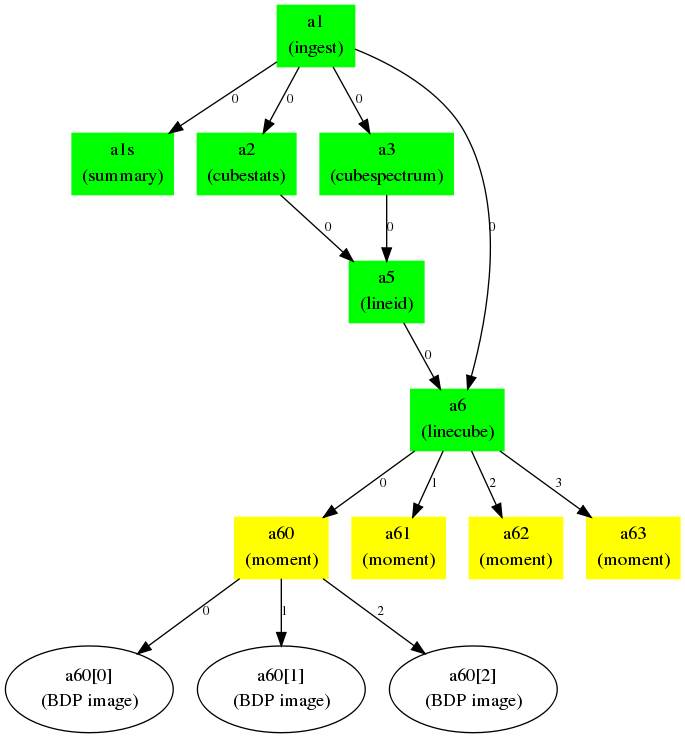 a1
(ingest)
0
0
0
a1s
(summary)
a2
(cubestats)
a3
(cubespectrum)
0
0
0
a5
(lineid)
0
a6
(linecube)
0
1
2
3
a60
(moment)
a61
(moment)
a62
(moment)
a63
(moment)
0
1
2
a60[0]
(BDP image)
a60[1]
(BDP image)
a60[2]
(BDP image)